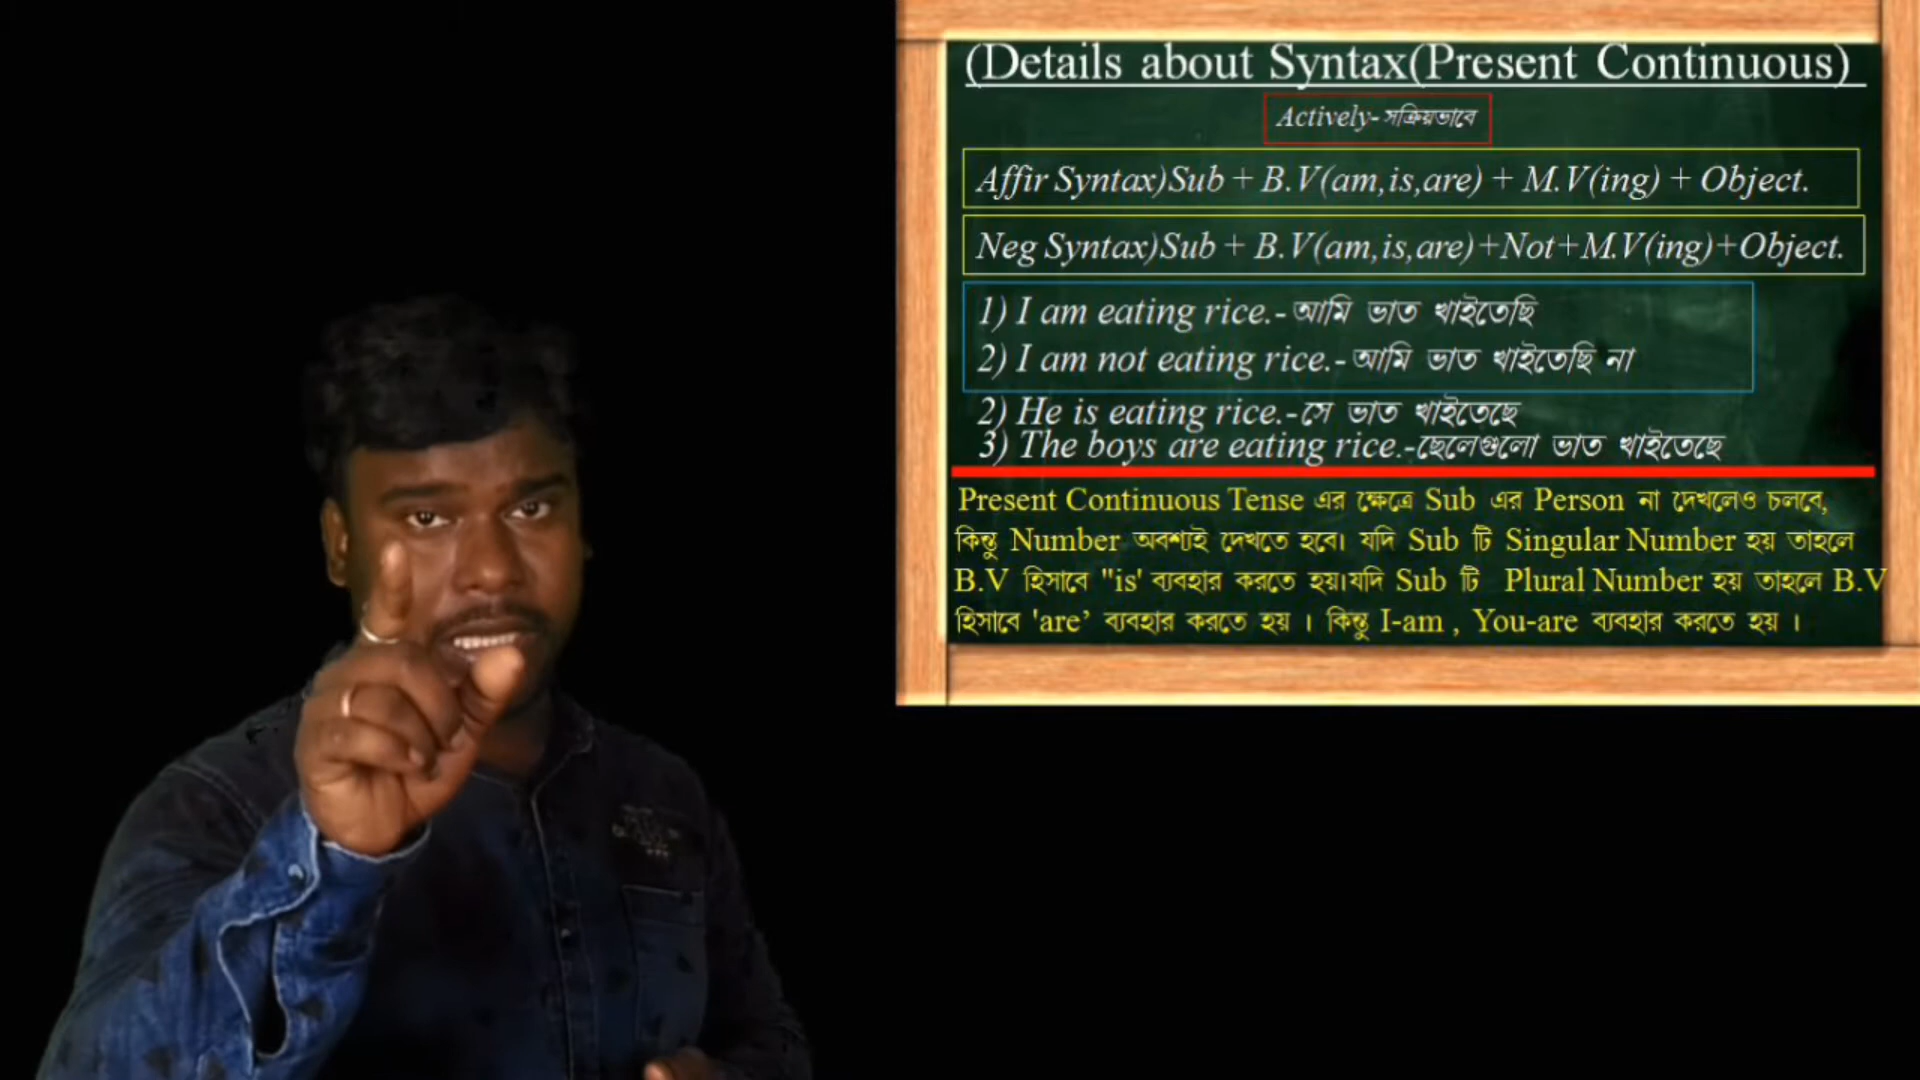 (Details about Syntax(Present Continuous)
Actively-সক্রিয়ভাবে
Affir Syntax)Sub + B.V(am,is,are) + M.V(ing) + Object.
Neg Syntax)Sub + B.V(am,is,are)+Not+M.V(ing)+Object.
1) I am eating rice.-আমি ভাত খাইতেছি
2) I am not eating rice.-আমি ভাত খাইতেছি না
2) He is eating rice.-সে ভাত খাইতেছে
3) The boys are eating rice.-ছেলেগুলো ভাত খাইতেছে
Present Continuous Tense এর ক্ষেত্রে Sub এর Person না দেখলেও চলবে,
কিন্তু Number অবশ্যই দেখতে হবে। যদি Sub টি Singular Number হয় তাহলে
B.V হিসাবে "is' ব্যবহার করতে হয়।যদি Sub টি Plural Number হয় তাহলে B.V
হিসাবে 'are’ ব্যবহার করতে হয় । কিন্তু I-am , You-are ব্যবহার করতে হয় ।